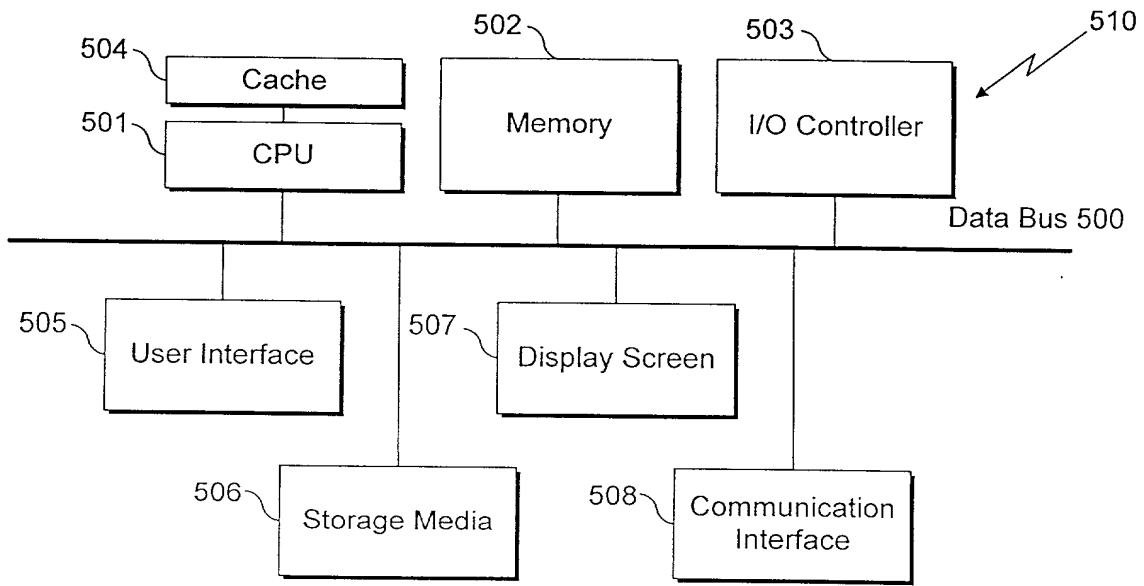 510
504
Cache
502
503
501
CPU
Memory
I/O Controller
Data Bus 500
505
User Interface
507
Display Screen
506
Storage Media
508
Communication
Interface